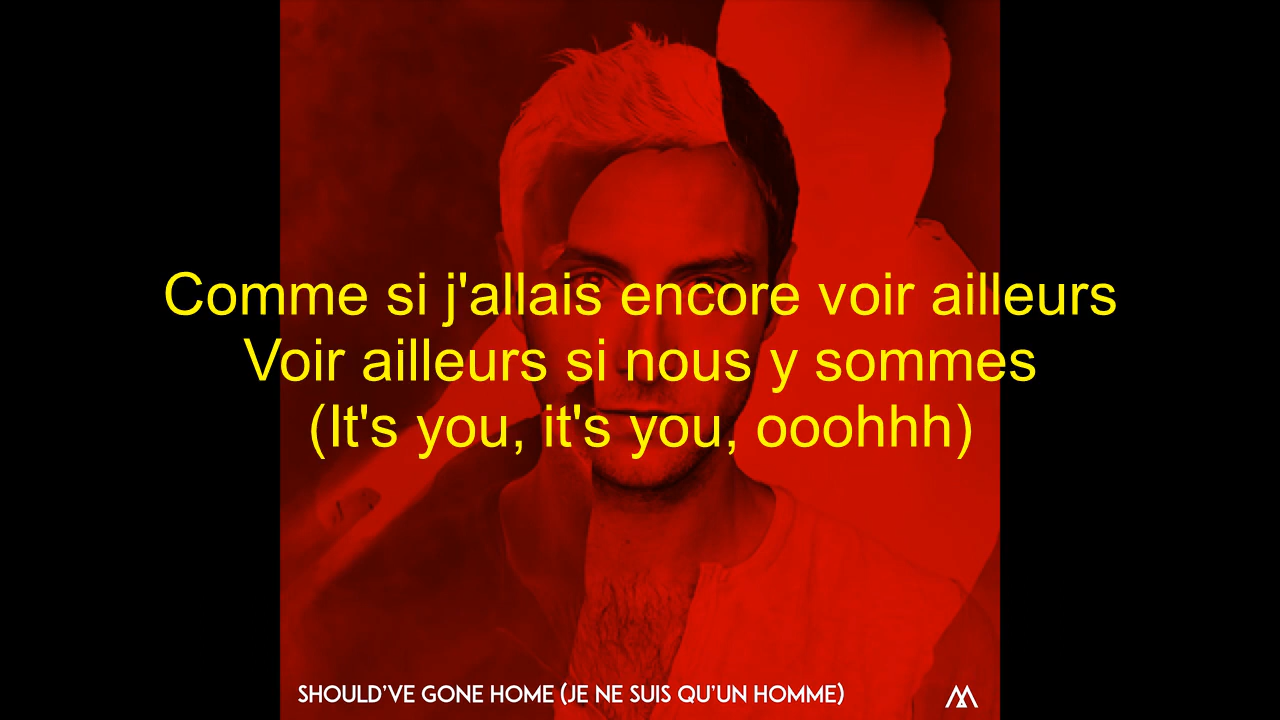 Comme si j'allais encore voir ailleurs
Voir ailleurs si nous y sommes
(It's you, it's you, ooohhh)
SHOULD'VE GONE HOME (JE NE SUIS QU'UN HOMME)